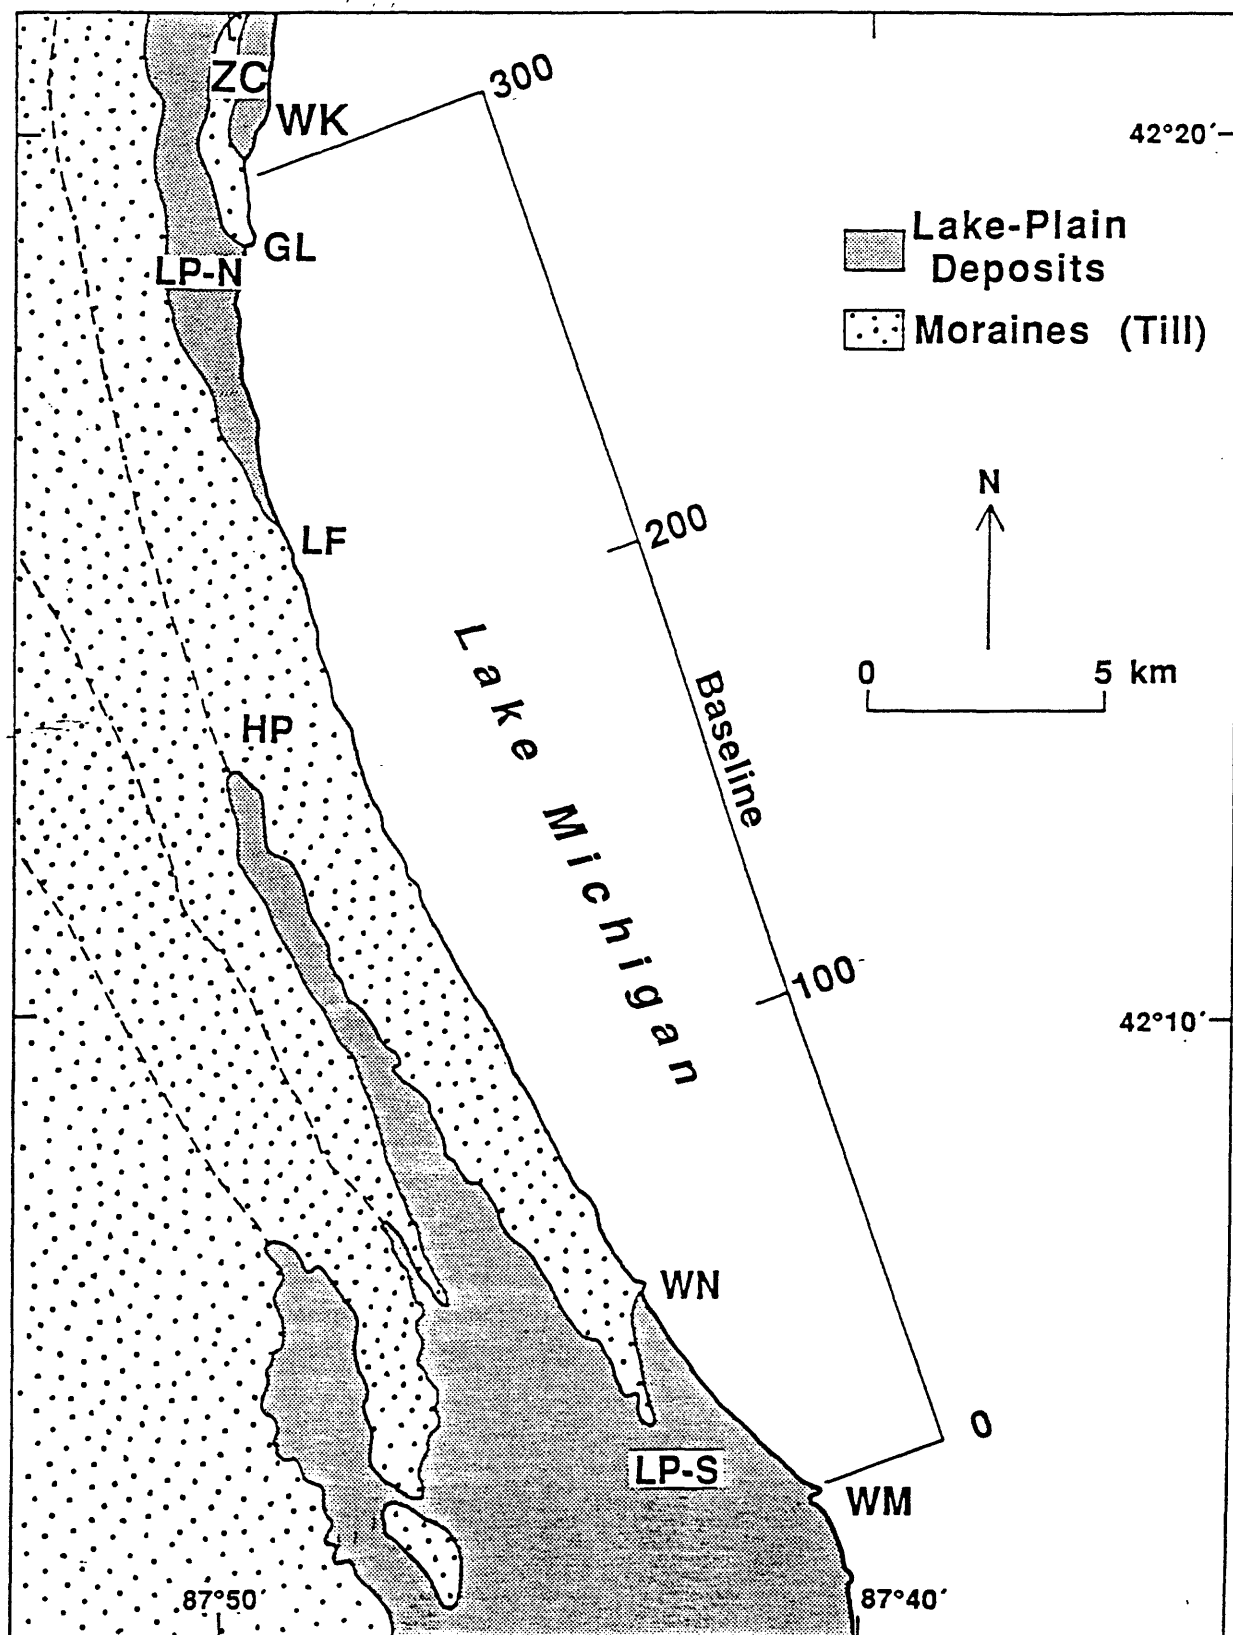 300
ZC
WK
42°20′
GL
Lake-Plain
Deposits
LP-N
Moraines (Till)
N
200
LF
0 5 km
Baseline
HP
Lake Michigan
100
42°10′
WN
0
LP-S
WM
87°50′
87°40′